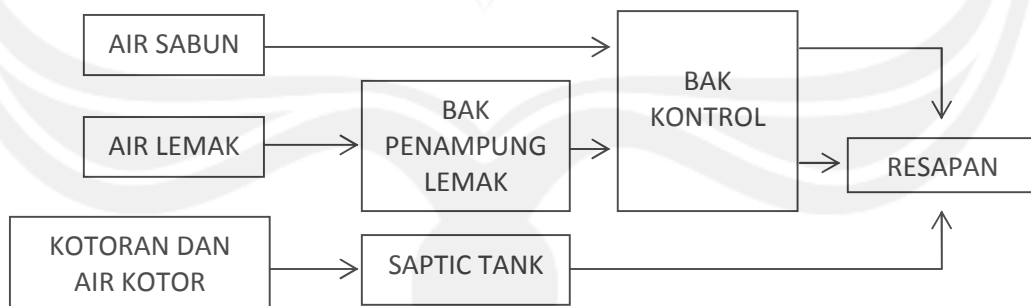 AIR SABUN
BAK
KONTROL
AIR LEMAK
BAK
PENAMPUNG
LEMAK
RESAPAN
KOTORAN DAN
AIR KOTOR
SAPTIC TANK